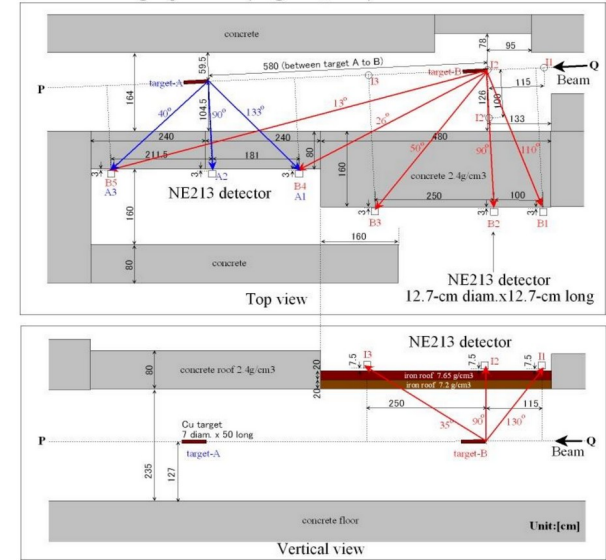 concrete
78
95
580 (between target A to B)
59.5
I3
I2
I1
Q
Beam
target-A
target-B
P
115
164
104.5
40°
90°
133°
13°
26°
126
100
I2
133
240
240
80
480
50°
90°
110°
211.5
181
160
concrete 2.4g/cm3
3
3
3
B5
A3
A2
B4
A1
NE213 detector
250
100
3
3
3
B3
B2
B1
160
160
80
concrete
NE213 detector
12.7-cm diam.x12.7-cm long
Top view
NE213 detector
7.5
I3
7.5
I2
7.5
I1
80
concrete roof 2.4g/cm3
20
20
iron roof 7.65 g/cm3
iron roof 7.2 g/cm3
250
115
Cu target
7 diam. x 50 long
35°
90°
130°
P
Q
Beam
target-A
target-B
235
127
concrete floor
Unit:[cm]
Vertical view